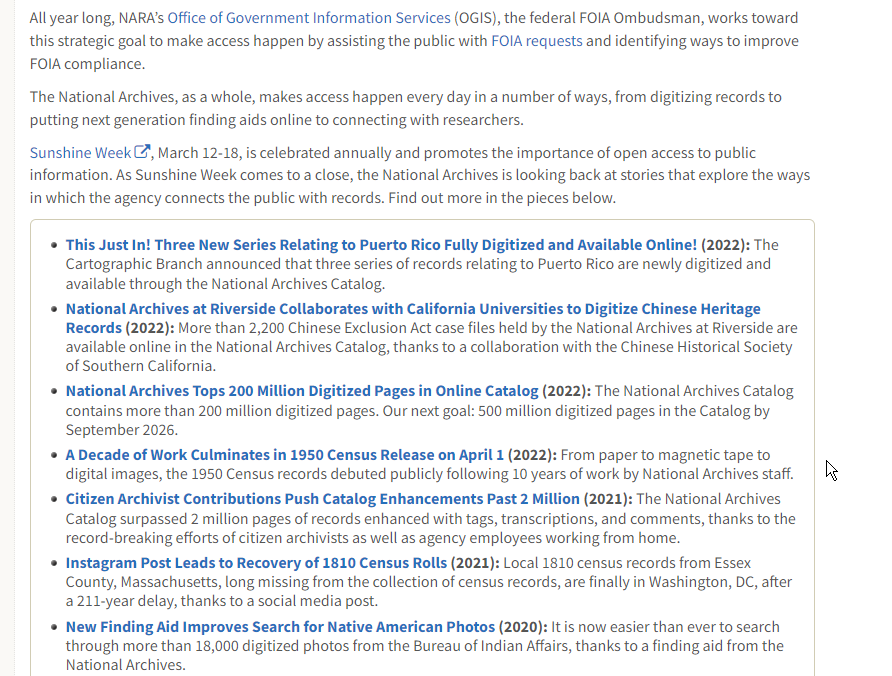 All year long, NARA’s Office of Government Information Services (OGIS), the federal FOIA Ombudsman, works toward
this strategic goal to make access happen by assisting the public with FOIA requests and identifying ways to improve
FOIA compliance.
The National Archives, as a whole, makes access happen every day in a number of ways, from digitizing records to
putting next generation finding aids online to connecting with researchers.
Sunshine Week, March 12-18, is celebrated annually and promotes the importance of open access to public
information. As Sunshine Week comes to a close, the National Archives is looking back at stories that explore the ways
in which the agency connects the public with records. Find out more in the pieces below.
• This Just In! Three New Series Relating to Puerto Rico Fully Digitized and Available Online! (2022): The
Cartographic Branch announced that three series of records relating to Puerto Rico are newly digitized and
available through the National Archives Catalog.
• National Archives at Riverside Collaborates with California Universities to Digitize Chinese Heritage
Records (2022): More than 2,200 Chinese Exclusion Act case files held by the National Archives at Riverside are
available online in the National Archives Catalog, thanks to a collaboration with the Chinese Historical Society
of Southern California.
• National Archives Tops 200 Million Digitized Pages in Online Catalog (2022): The National Archives Catalog
contains more than 200 million digitized pages. Our next goal: 500 million digitized pages in the Catalog by
September 2026.
• A Decade of Work Culminates in 1950 Census Release on April 1 (2022): From paper to magnetic tape to
digital images, the 1950 Census records debuted publicly following 10 years of work by National Archives staff.
• Citizen Archivist Contributions Push Catalog Enhancements Past 2 Million (2021): The National Archives
Catalog surpassed 2 million pages of records enhanced with tags, transcriptions, and comments, thanks to the
record-breaking efforts of citizen archivists as well as agency employees working from home.
• Instagram Post Leads to Recovery of 1810 Census Rolls (2021): Local 1810 census records from Essex
County, Massachusetts, long missing from the collection of census records, are finally in Washington, DC, after
a 211-year delay, thanks to a social media post.
• New Finding Aid Improves Search for Native American Photos (2020): It is now easier than ever to search
through more than 18,000 digitized photos from the Bureau of Indian Affairs, thanks to a finding aid from the
National Archives.